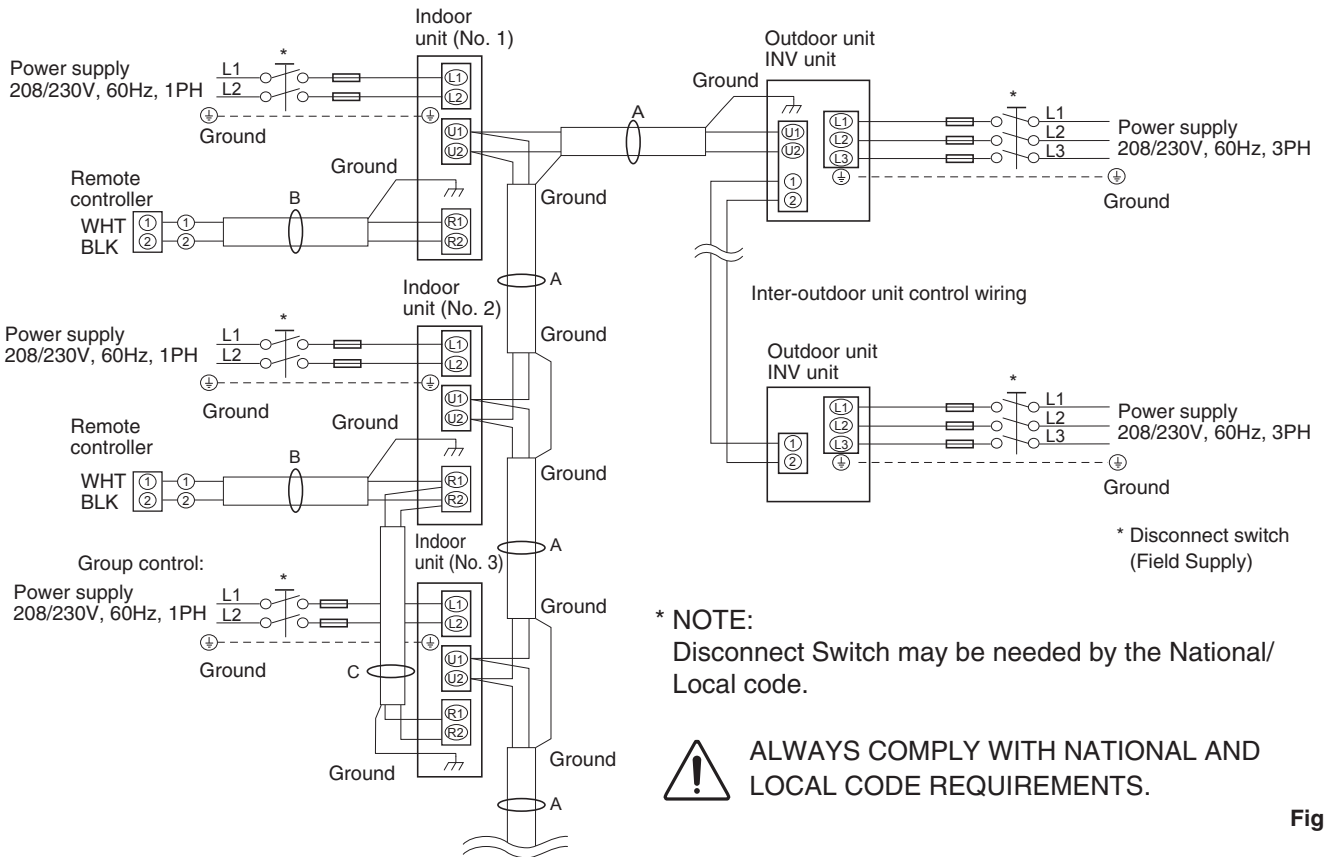 Indoor
unit (No. 1)
Power supply
208/230V, 60Hz, 1PH
L1
L2
*
Ground
L1
L2
U1
U2
Ground
Remote
controller
WHT
BLK
1
2
1
2
B
R1
R2
Ground
A
Ground
Outdoor unit
INV unit
U1
U2
1
2
L1
L2
L3
*
L1
L2
L3
Power supply
208/230V, 60Hz, 3PH
Ground
A
Ground
Inter-outdoor unit control wiring
Indoor
unit (No. 2)
Power supply
208/230V, 60Hz, 1PH
L1
L2
*
Ground
L1
L2
U1
U2
Ground
Remote
controller
WHT
BLK
1
2
1
2
B
R1
R2
Ground
A
Ground
Outdoor unit
INV unit
1
2
L1
L2
L3
*
L1
L2
L3
Power supply
208/230V, 60Hz, 3PH
Ground
* Disconnect switch
(Field Supply)
Group control:
Indoor
unit (No. 3)
Power supply
208/230V, 60Hz, 1PH
L1
L2
*
Ground
L1
L2
U1
U2
C
R1
R2
Ground
Ground
A
* NOTE:
Disconnect Switch may be needed by the National/
Local code.
ALWAYS COMPLY WITH NATIONAL AND
LOCAL CODE REQUIREMENTS.
Fig